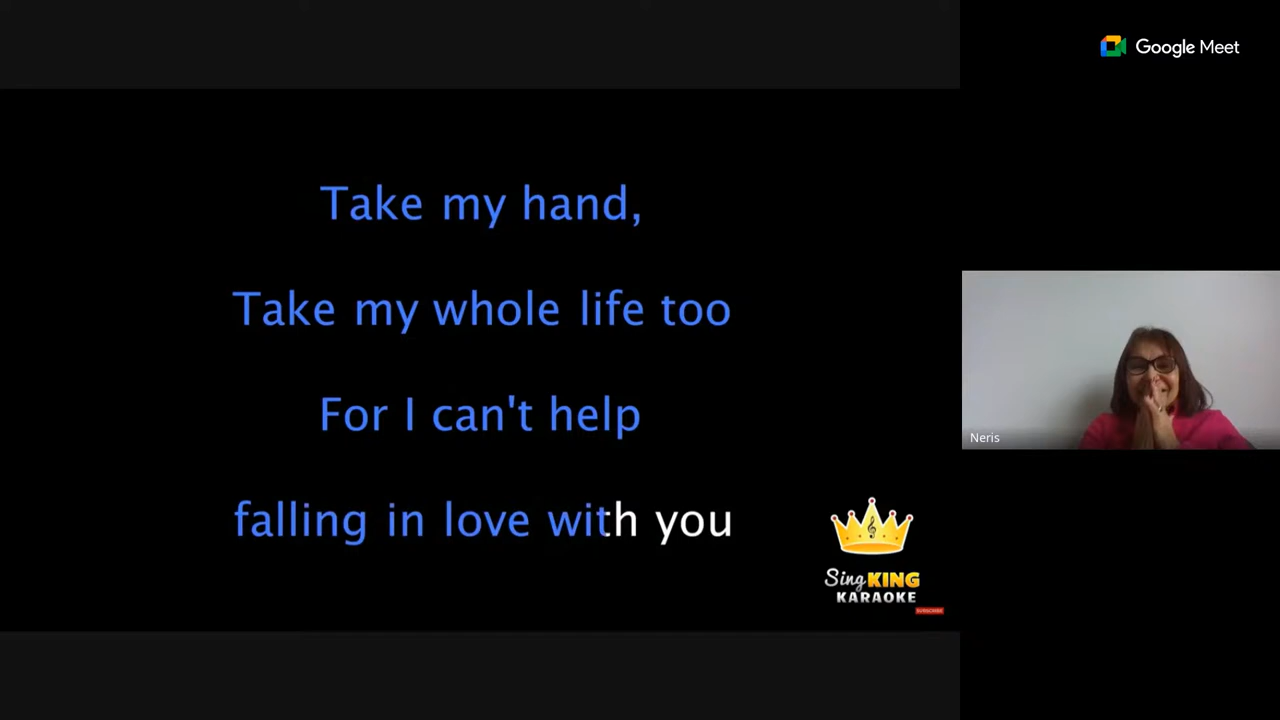 Google Meet
Take my hand,
Take my whole life too
For I can't help
falling in love with you
Neris
Sing KING
KARAOKE
SUBSCRIBE